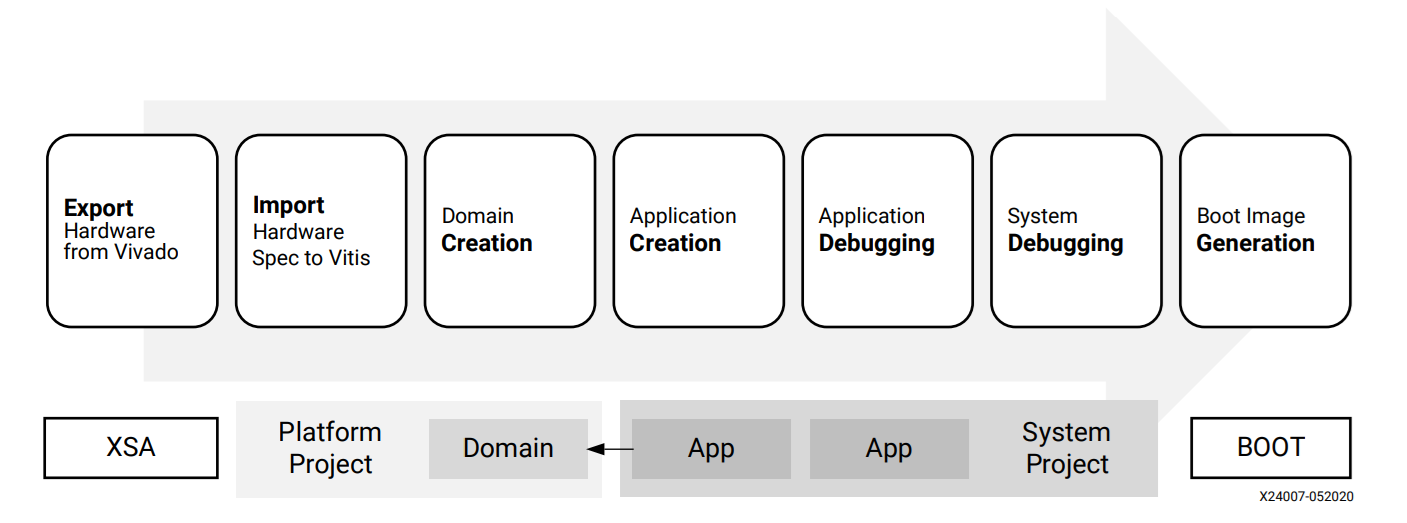 Export
Hardware
from Vivado
Import
Hardware
Spec to Vitis
Domain
Creation
Application
Creation
Application
Debugging
System
Debugging
Boot Image
Generation
XSA
Platform
Project
Domain
App
App
System
Project
BOOT
X24007-052020